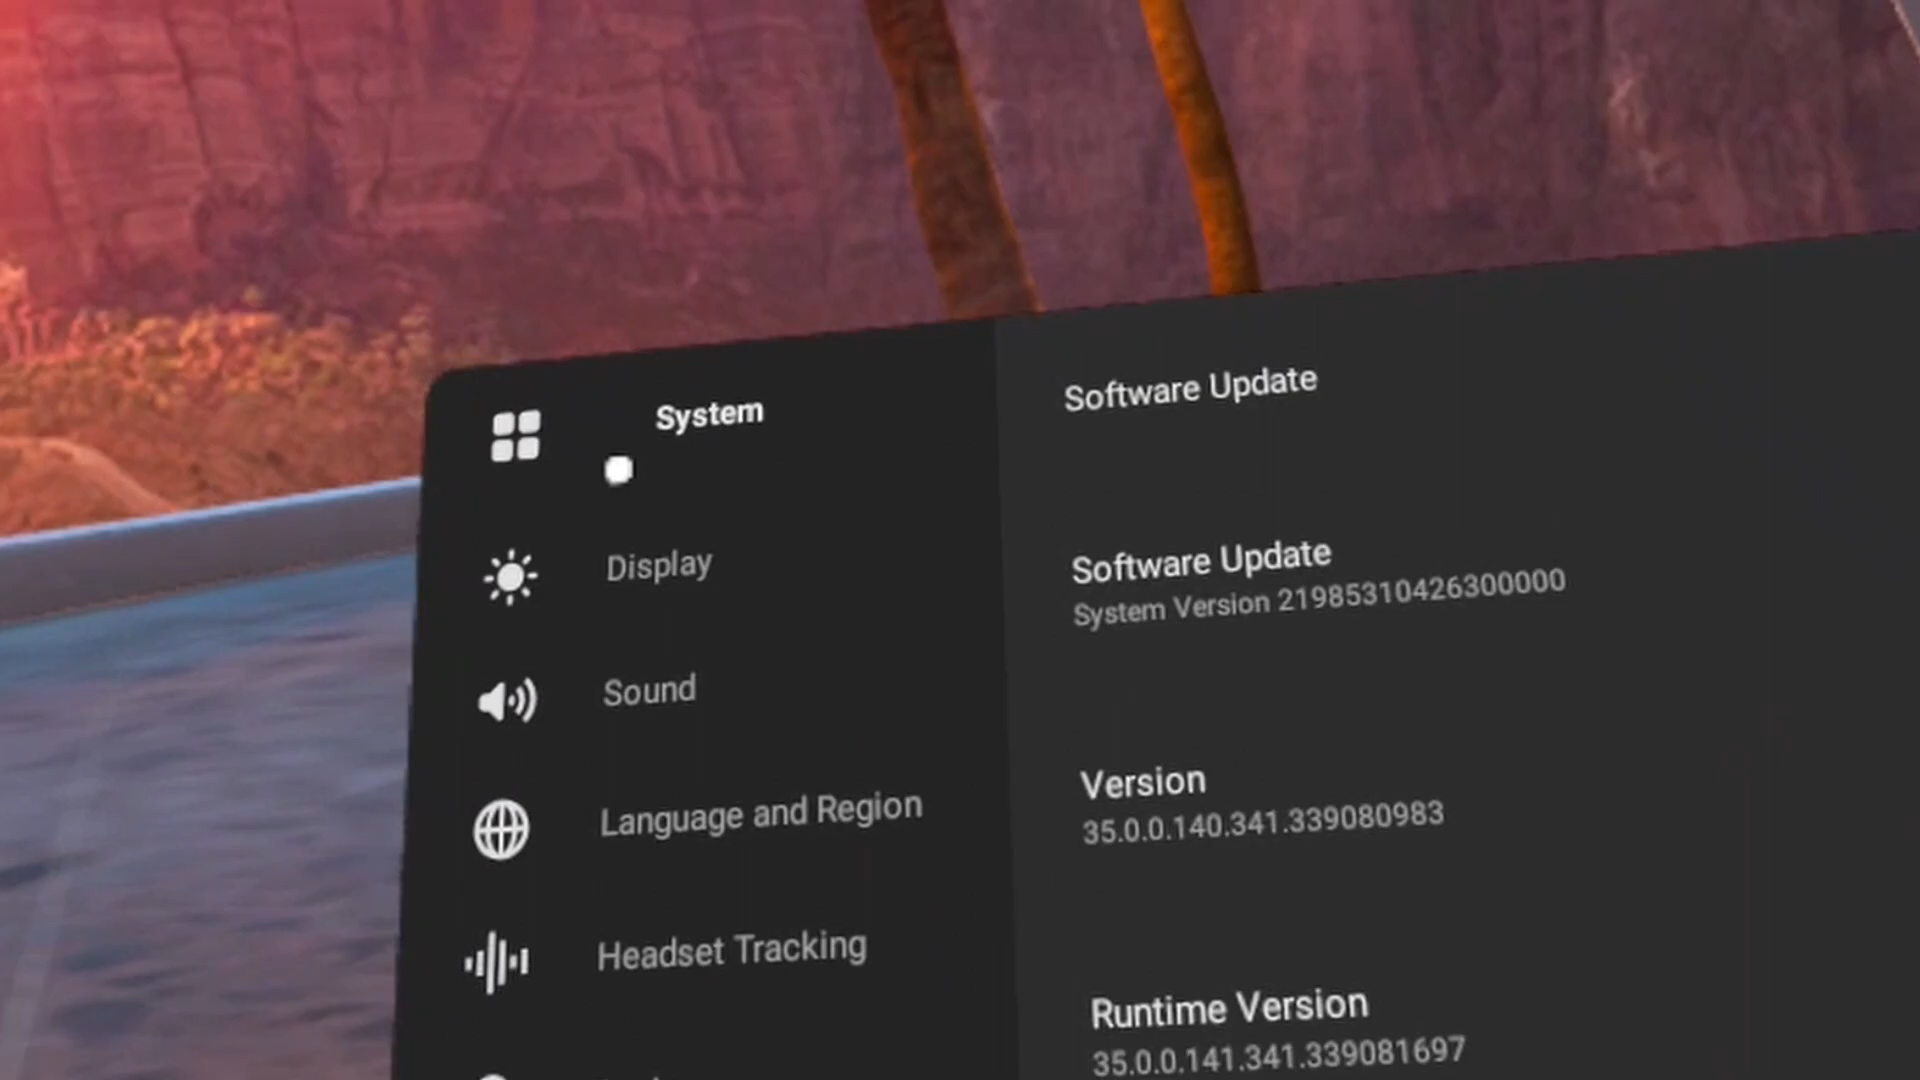 System
Display
Sound
Language and Region
Headset Tracking
Software Update
Software Update
System Version 21985310426300000
Version
35.0.0.140.341.339080983
Runtime Version
35.0.0.141.341.339081697